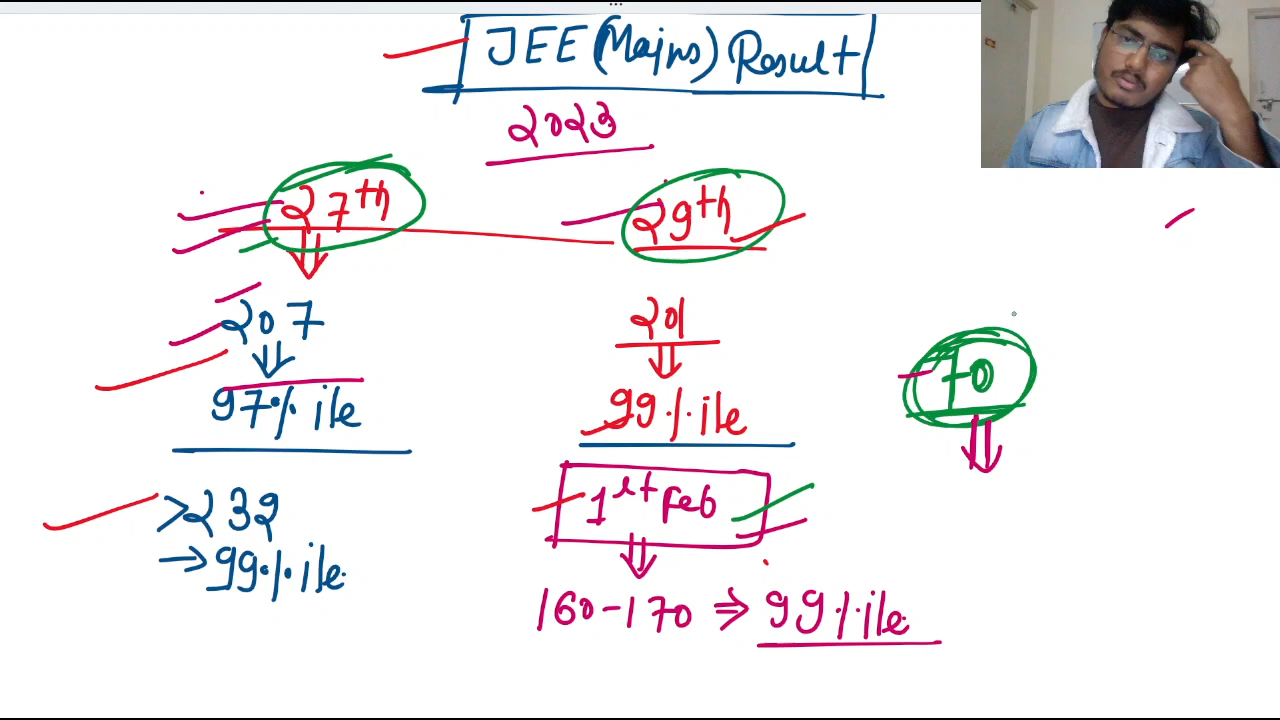 JEE (Mains) Result
2023
27th
29th
207
97%ile
>232
→99%ile
201
99%ile
1st Feb
160-170 ⇒ 99%ile
70